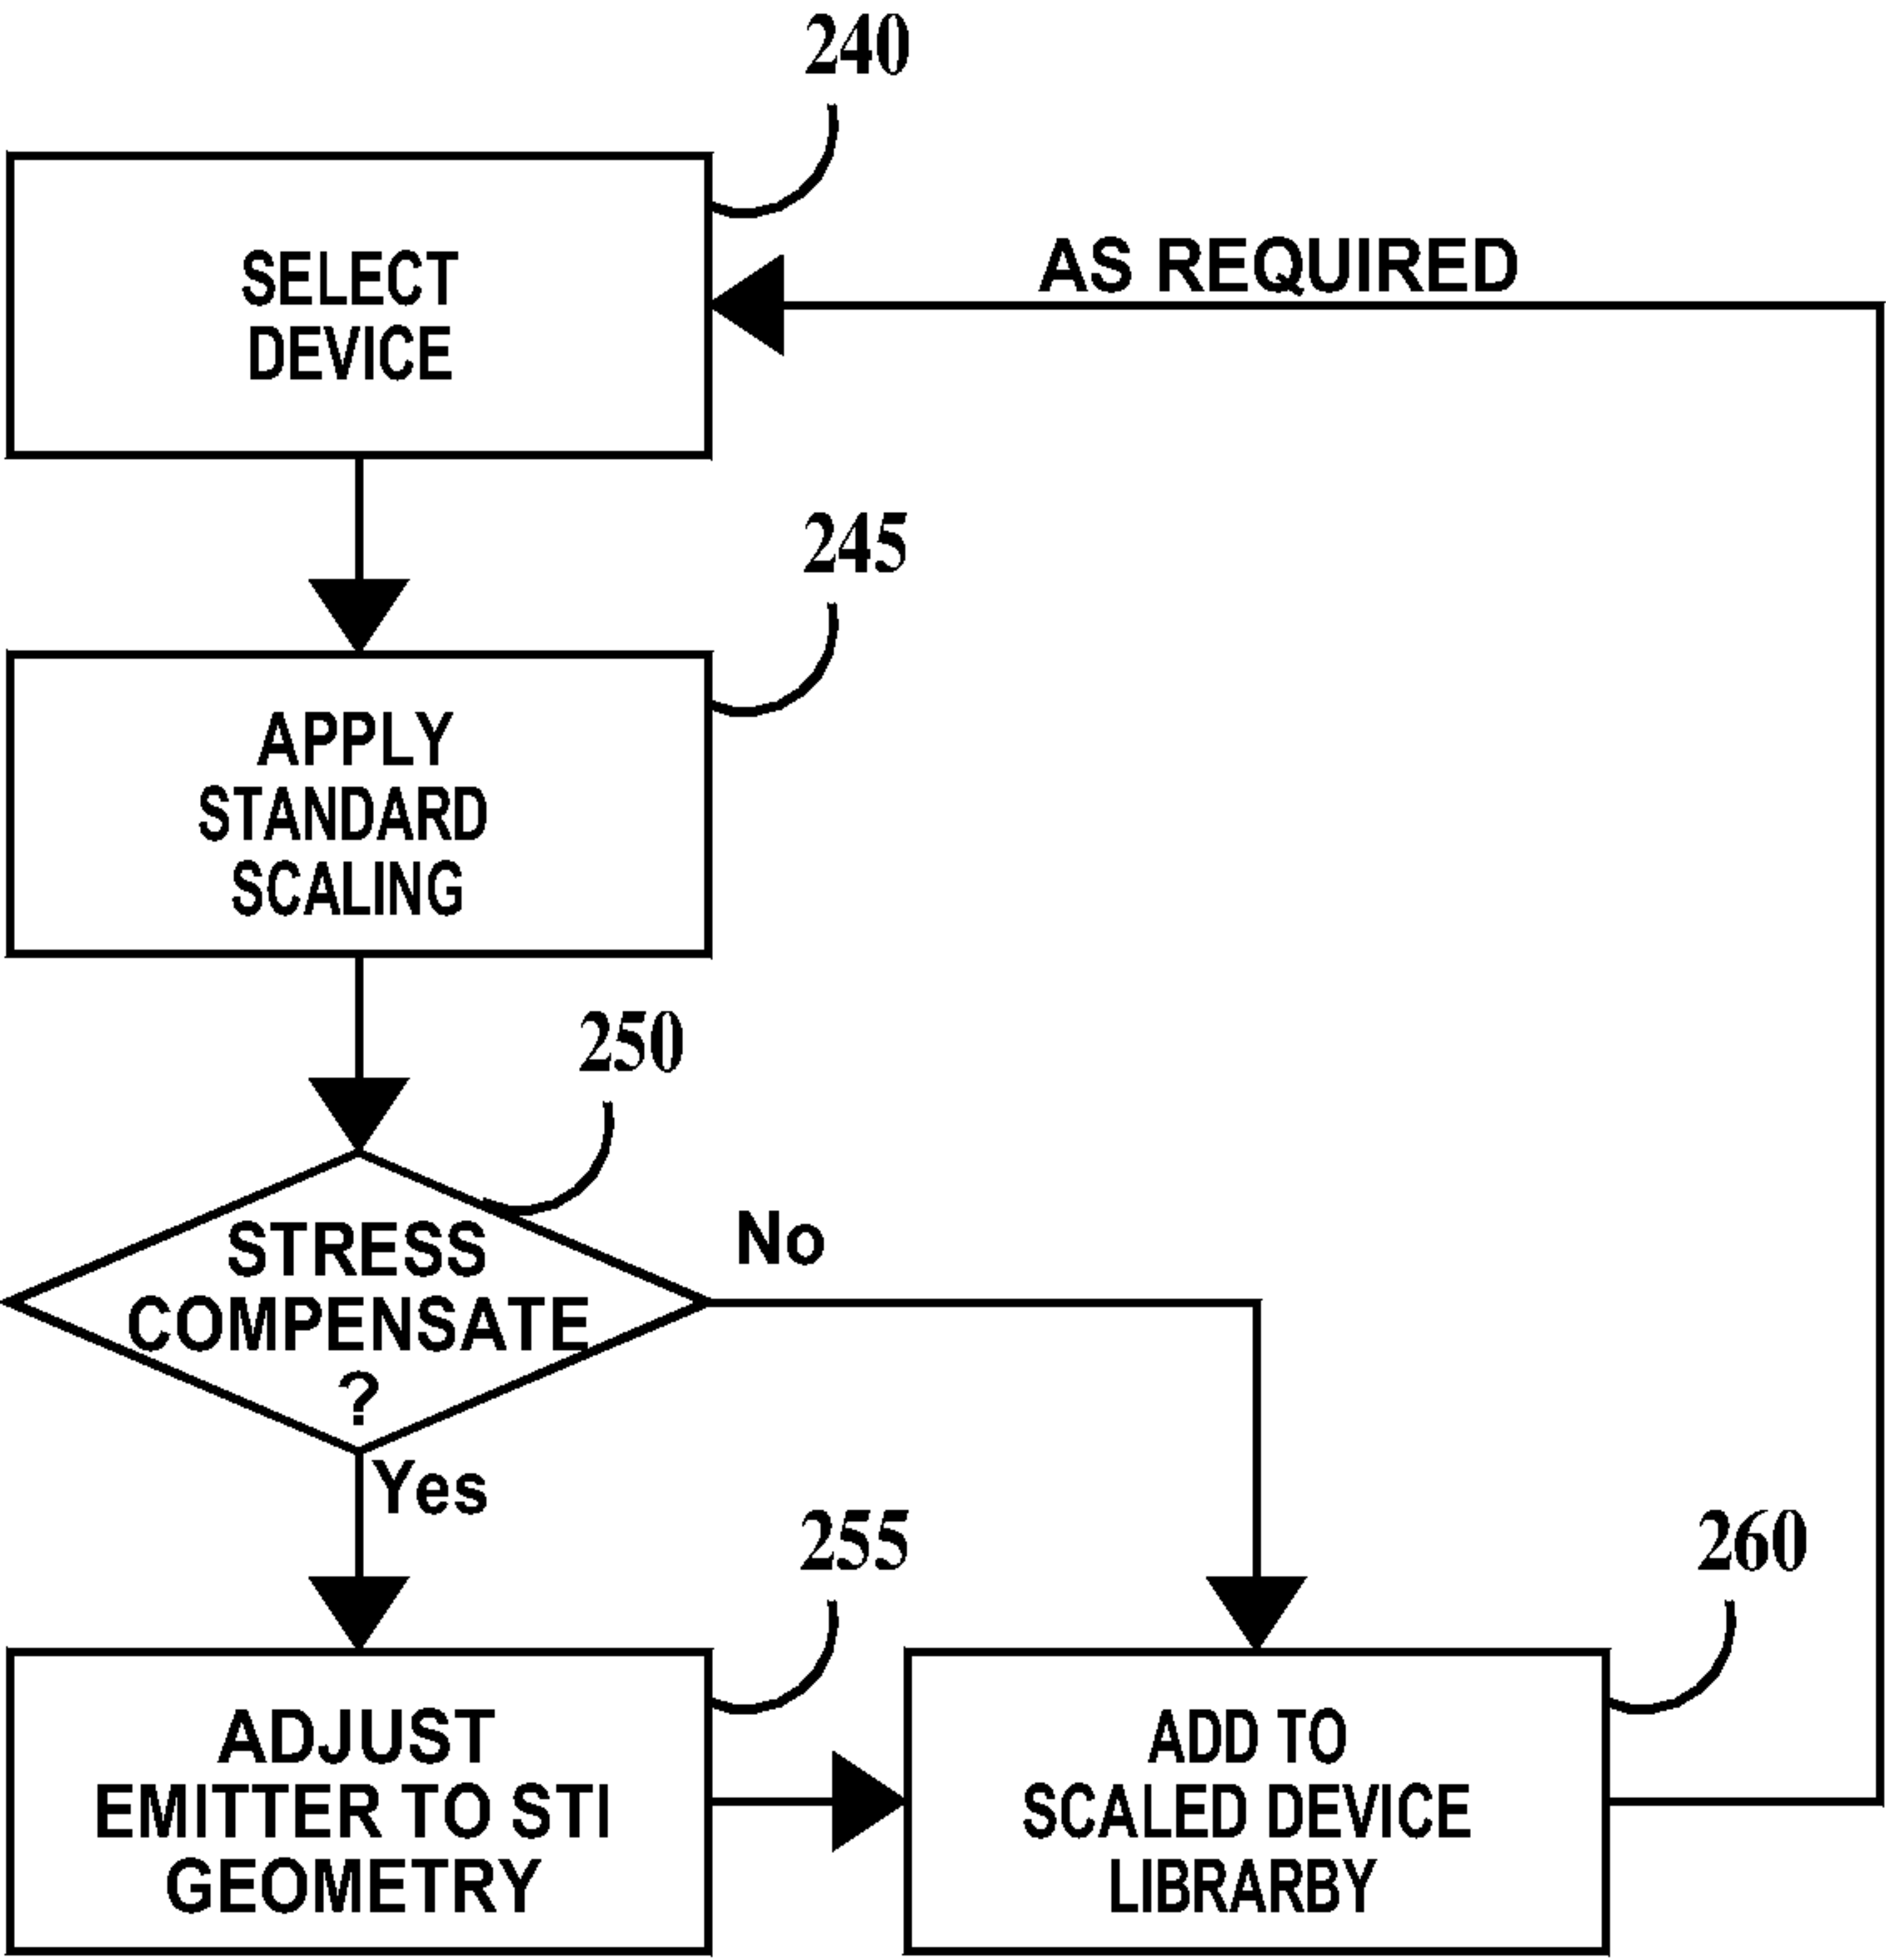 240
SELECT
DEVICE
AS REQUIRED
245
APPLY
STANDARD
SCALING
250
STRESS
COMPENSATE
?
No
Yes
255
ADJUST
EMITTER TO STI
GEOMETRY
260
ADD TO
SCALED DEVICE
LIBRARBY